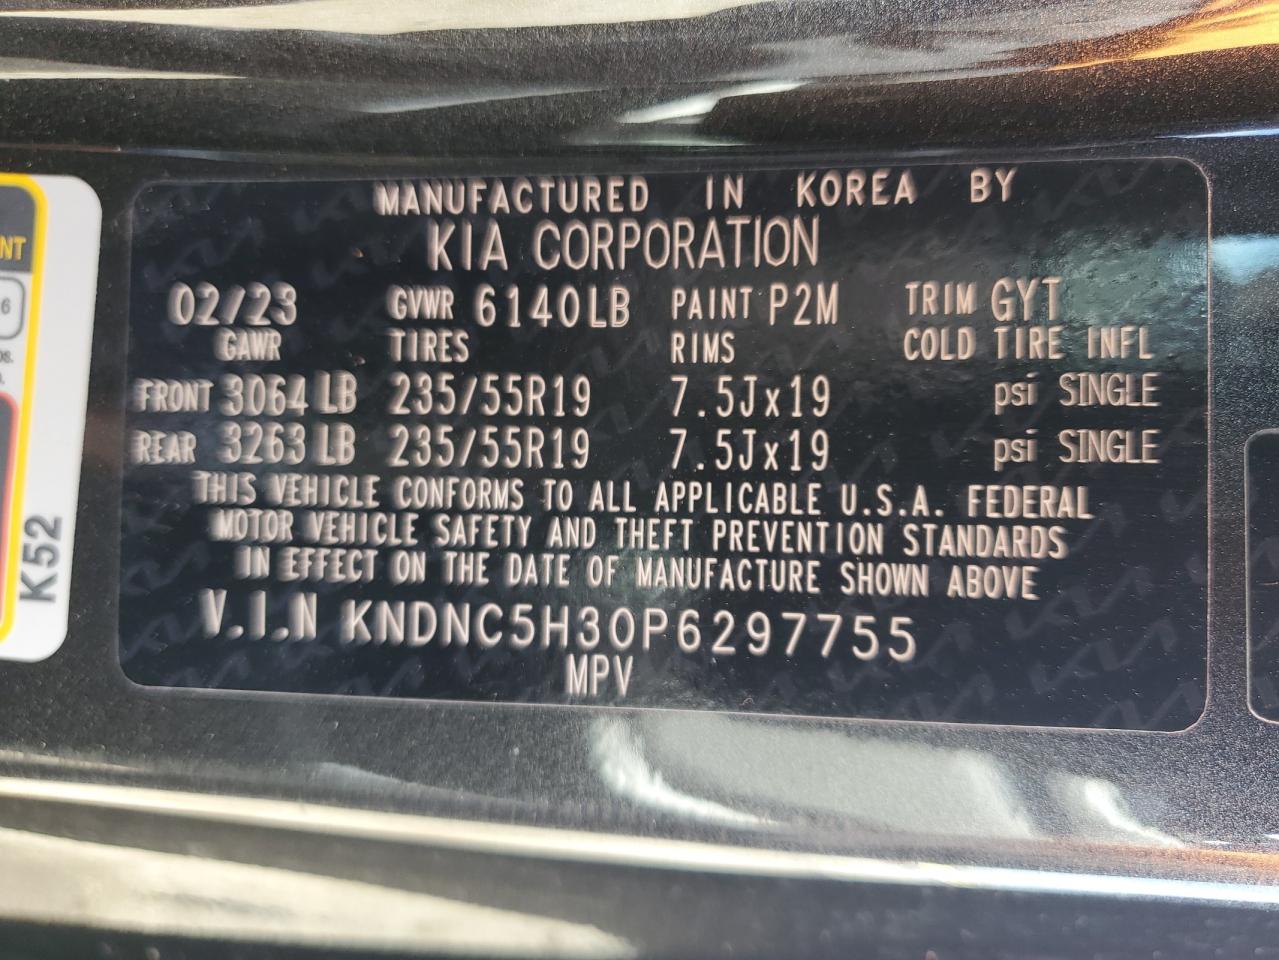 MANUFACTURED IN KOREA BY
KIA CORPORATION
02/23 GVWR 6140LB PAINT P2M TRIM GYT
GAWR TIRES RIMS COLD TIRE INFL
FRONT 3064 LB 235/55R19 7.5Jx19 psi SINGLE
REAR 3263 LB 235/55R19 7.5Jx19 psi SINGLE
THIS VEHICLE CONFORMS TO ALL APPLICABLE U.S.A. FEDERAL
MOTOR VEHICLE SAFETY AND THEFT PREVENTION STANDARDS
IN EFFECT ON THE DATE OF MANUFACTURE SHOWN ABOVE
V.I.N KNDNC5H30P6297755
MPV
NT
6
K52